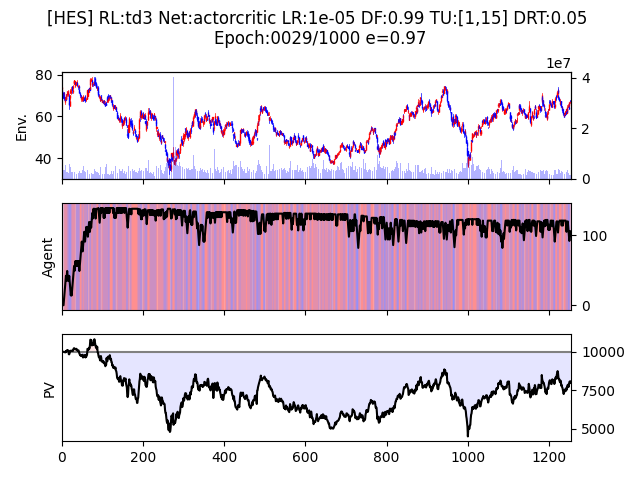 [HES] RL:td3 Net:actorcritic LR:1e-05 DF:0.99 TU:[1,15] DRT:0.05
Epoch:0029/1000 e=0.97
1e7
80
60
40
Env.
4
2
0
Agent
100
0
PV
10000
7500
5000
0 200 400 600 800 1000 1200